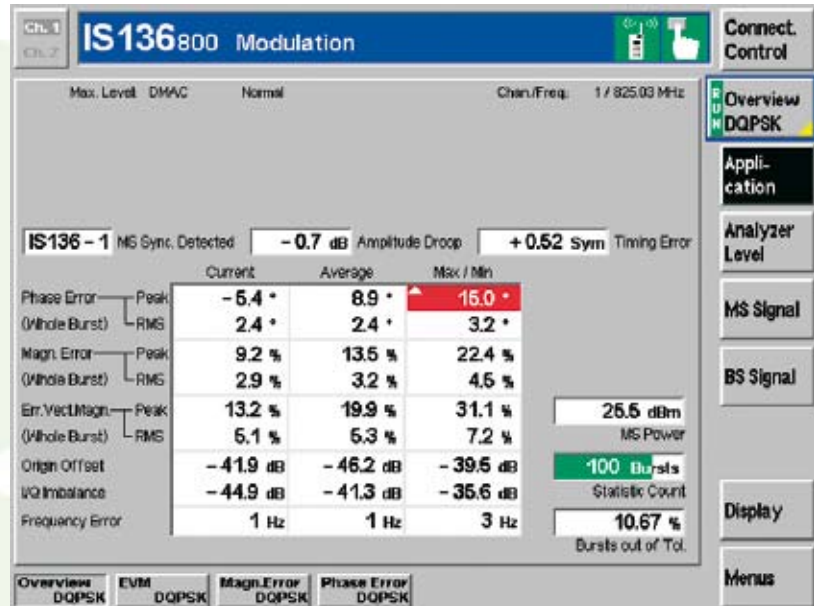 Ch. 1
Ch. 2
IS136800 Modulation
Connect.
Control
Max. Level: DMAC Normal Chan./Freq. 1 / 825.03 MHz
RUN
Overview
DQPSK
Appli-
cation
IS136 - 1 MS Sync. Detected - 0.7 dB Amplitude Droop + 0.52 Sym Timing Error
Analyzer
Level
Current Average Max / Min
Phase Error Peak - 5.4 ° 8.9 ° 15.0 °
(Whole Burst) RMS 2.4 ° 2.4 ° 3.2 °
MS Signal
Magn. Error Peak 9.2 % 13.5 % 22.4 %
(Whole Burst) RMS 2.9 % 3.2 % 4.5 %
BS Signal
Err.Vect.Magn. Peak 13.2 % 19.9 % 31.1 % 25.5 dBm
(Whole Burst) RMS 5.1 % 5.3 % 7.2 % MS Power
Origin Offset - 41.9 dB - 46.2 dB - 39.5 dB 100 Bursts
I/Q Imbalance - 44.9 dB - 41.3 dB - 35.6 dB Statistic Count
Frequency Error 1 Hz 1 Hz 3 Hz 10.67 %
Bursts out of Tol.
Display
Overview
DQPSK
EVM
DQPSK
Magn.Error
DQPSK
Phase Error
DQPSK
Menus